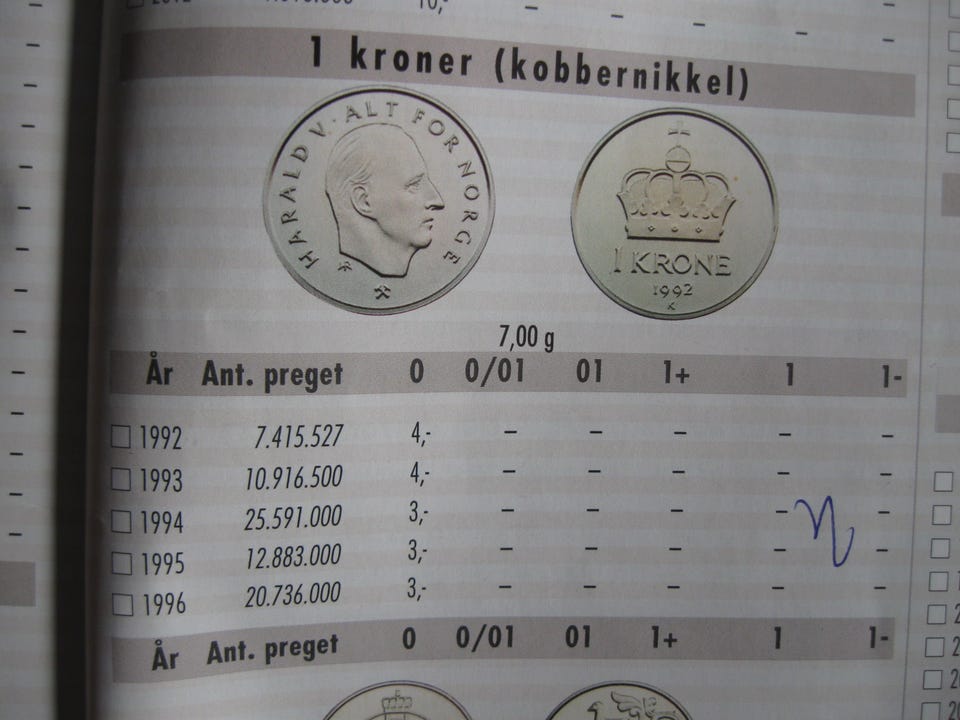 1 kroner (kobbernikkel)
HARALD V · ALT FOR NORGE
1 KRONE
1992
K
7,00 g
År Ant. preget 0 0/01 01 1+ 1 1-
1992 7.415.527 4,- – – – – –
1993 10.916.500 4,- – – – – –
1994 25.591.000 3,- – – – – –
1995 12.883.000 3,- – – – – –
1996 20.736.000 3,- – – – – –
År Ant. preget 0 0/01 01 1+ 1 1-